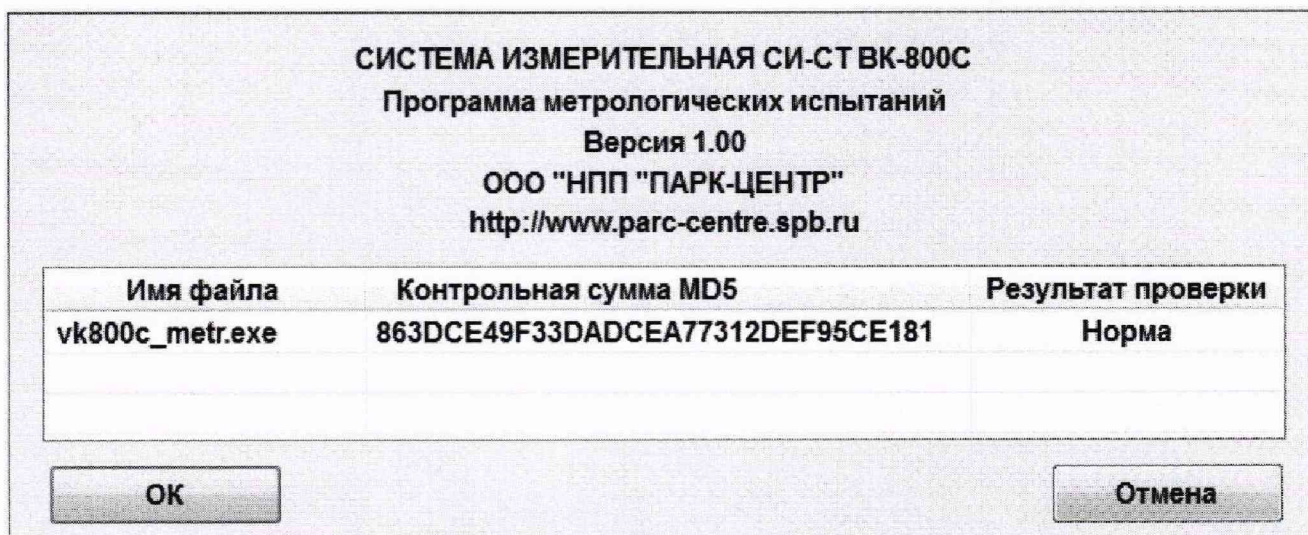 СИСТЕМА ИЗМЕРИТЕЛЬНАЯ СИ-СТ ВК-800С
Программа метрологических испытаний
Версия 1.00
ООО "НПП "ПАРК-ЦЕНТР"
http://www.parc-centre.spb.ru
Имя файла Контрольная сумма MD5 Результат проверки
vk800c_metr.exe 863DCE49F33DADCEA77312DEF95CE181 Норма
ОК Отмена